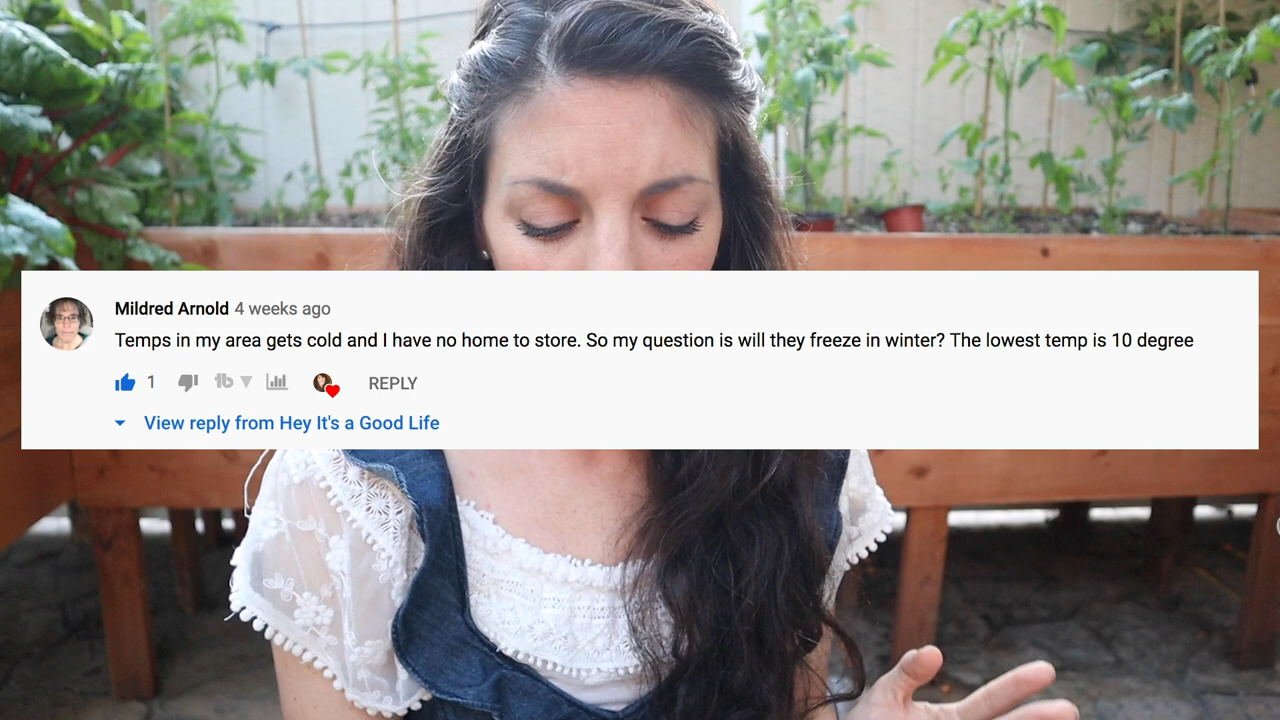 Mildred Arnold 4 weeks ago
Temps in my area gets cold and I have no home to store. So my question is will they freeze in winter? The lowest temp is 10 degree
1
REPLY
View reply from Hey It's a Good Life